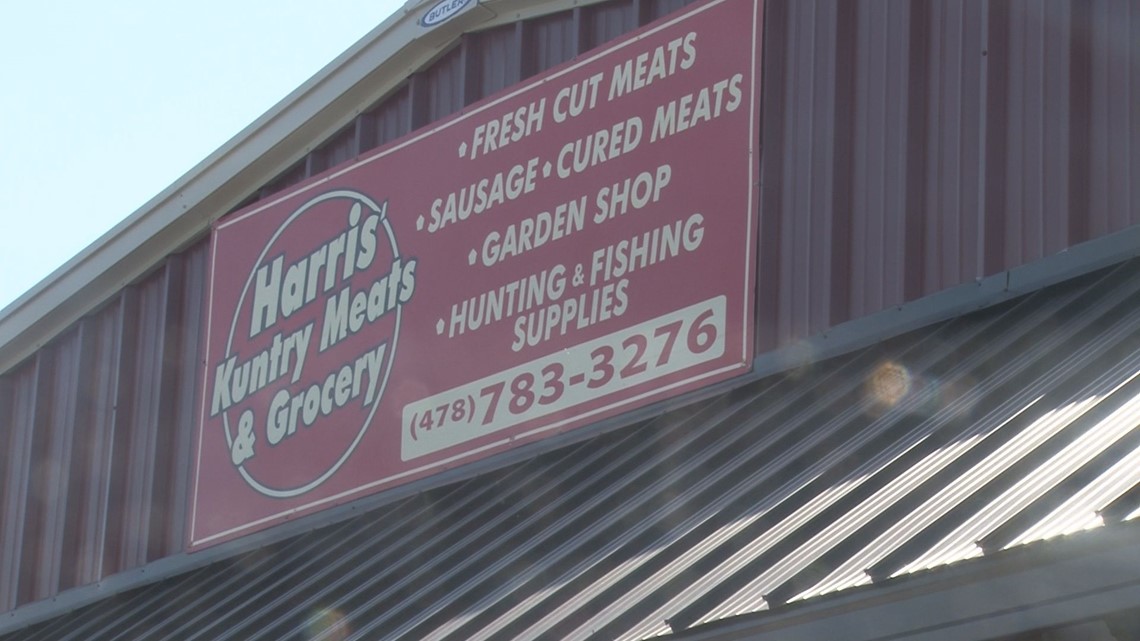 BUTLER
Harris'
Kuntry Meats
& Grocery
• FRESH CUT MEATS
• SAUSAGE • CURED MEATS
• GARDEN SHOP
• HUNTING & FISHING
SUPPLIES
(478) 783-3276